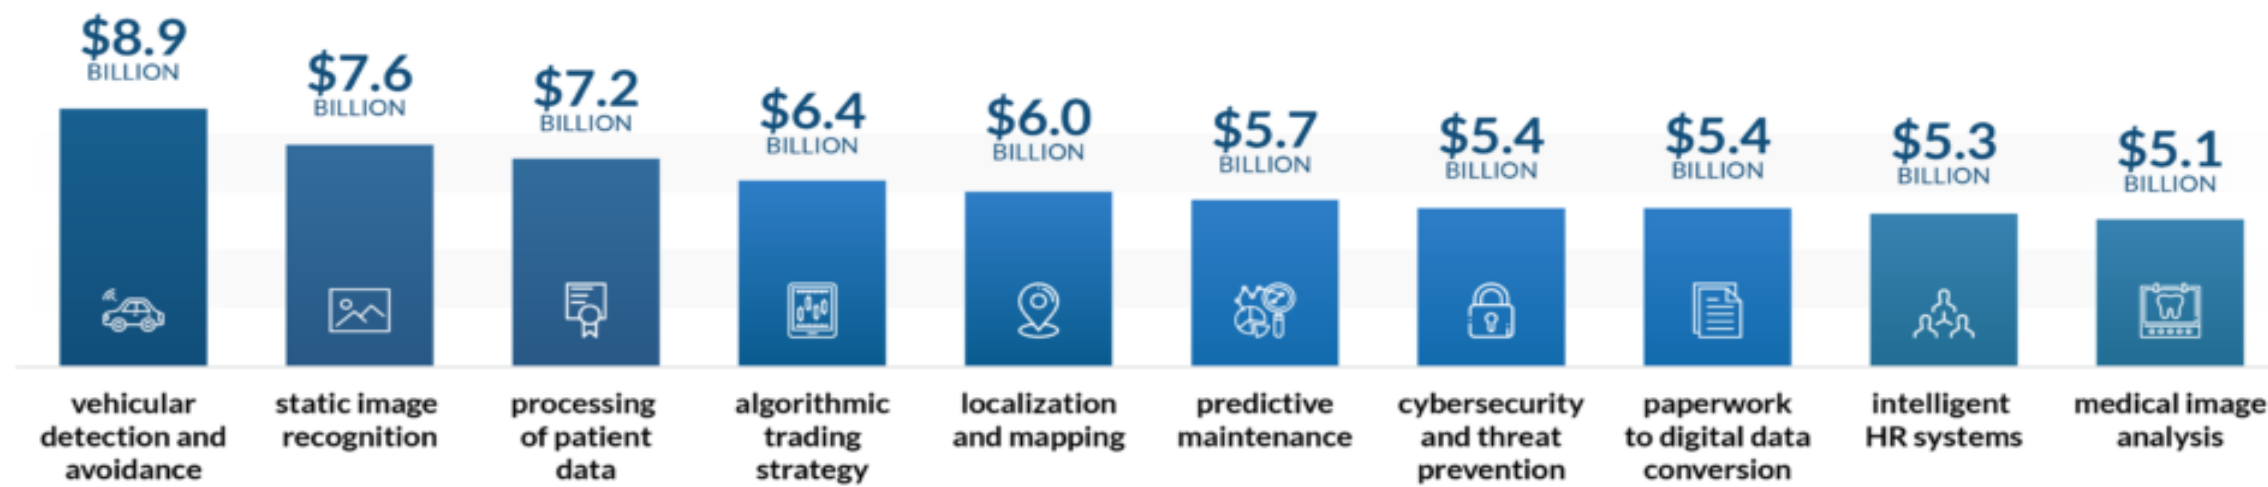 $8.9
BILLION
$7.6
BILLION
$7.2
BILLION
$6.4
BILLION
$6.0
BILLION
$5.7
BILLION
$5.4
BILLION
$5.4
BILLION
$5.3
BILLION
$5.1
BILLION
vehicular
detection and
avoidance
static image
recognition
processing
of patient
data
algorithmic
trading
strategy
localization
and mapping
predictive
maintenance
cybersecurity
and threat
prevention
paperwork
to digital data
conversion
intelligent
HR systems
medical image
analysis